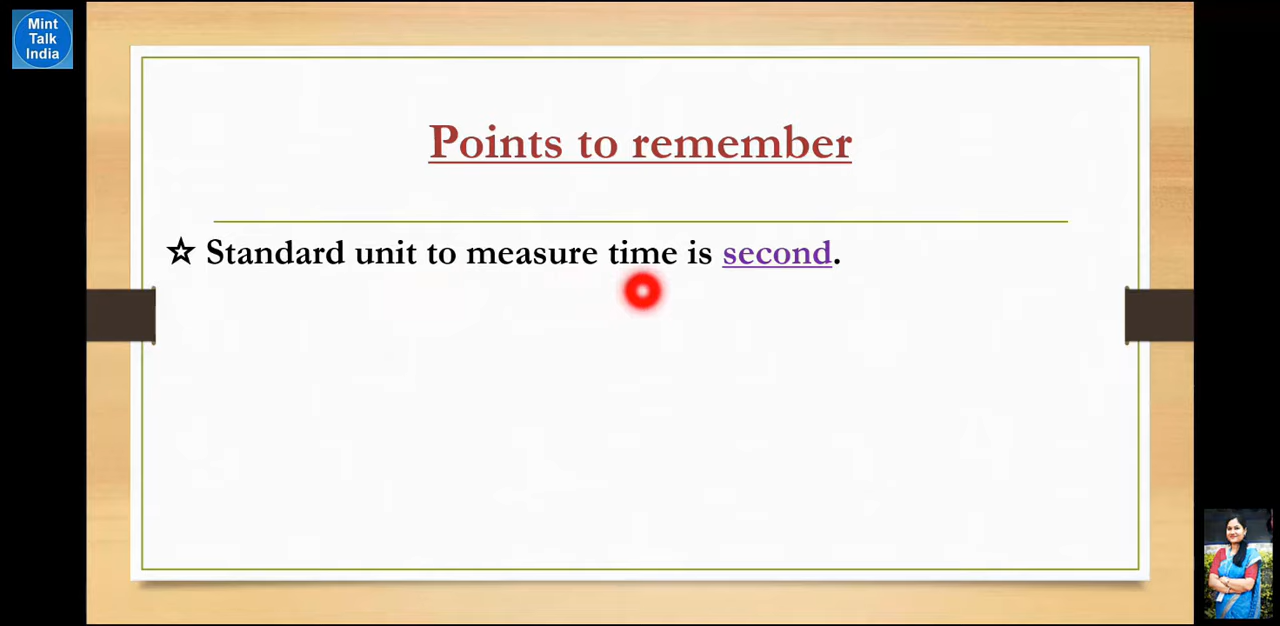 Mint
Talk
India
Points to remember
☆ Standard unit to measure time is second.